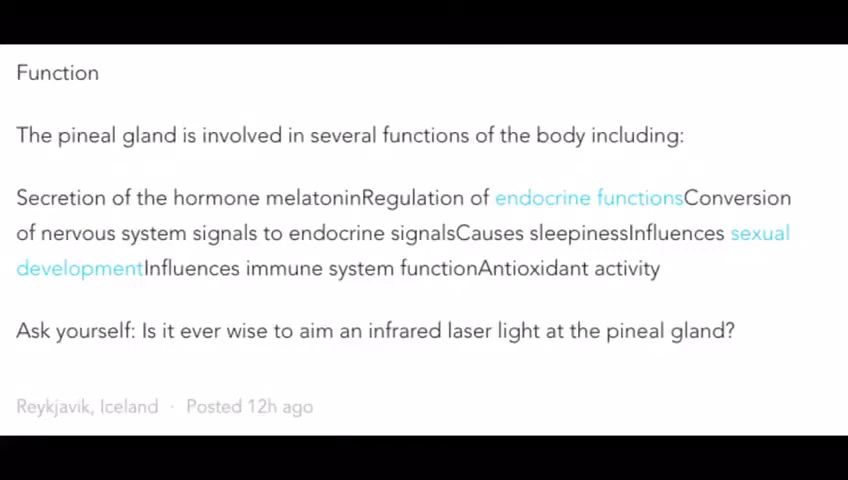 Function
The pineal gland is involved in several functions of the body including:
Secretion of the hormone melatoninRegulation of endocrine functionsConversion
of nervous system signals to endocrine signalsCauses sleepinessInfluences sexual
developmentInfluences immune system functionAntioxidant activity
Ask yourself: Is it ever wise to aim an infrared laser light at the pineal gland?
Reykjavik, Iceland · Posted 12h ago